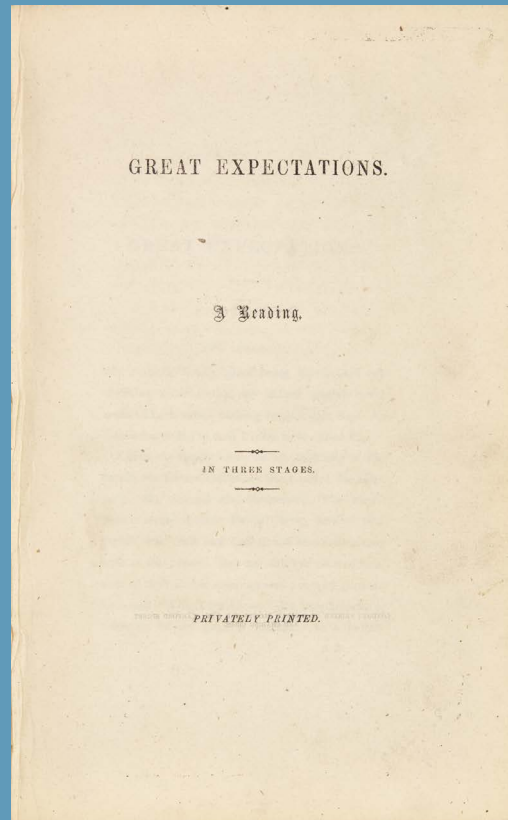 GREAT EXPECTATIONS.
A Reading.
IN THREE STAGES.
PRIVATELY PRINTED.